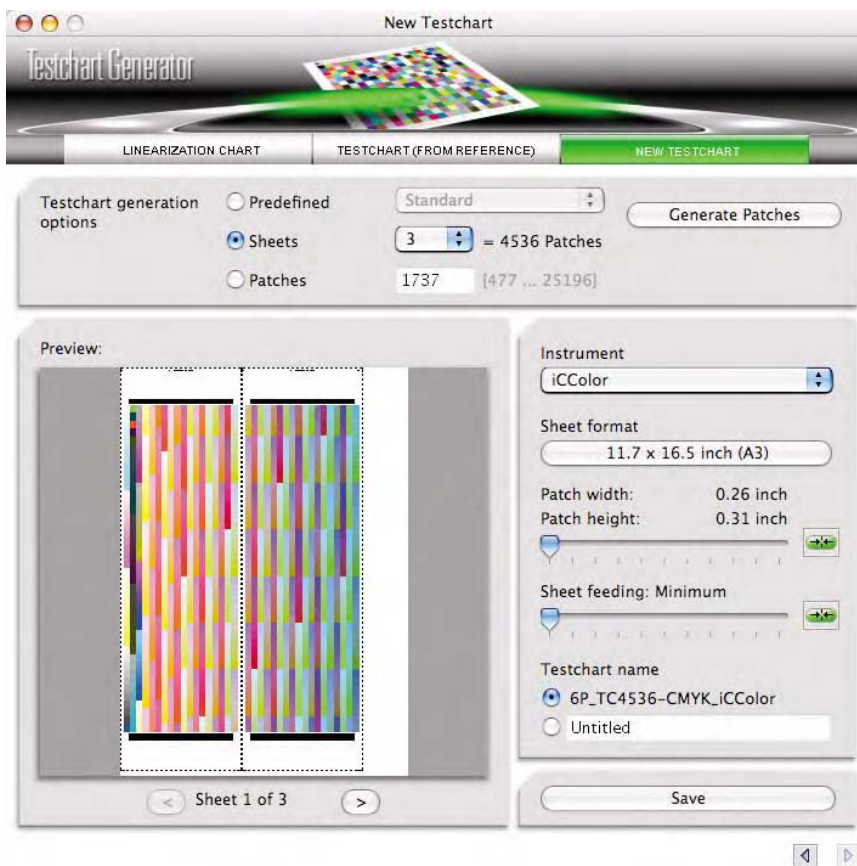 New Testchart
Testchart Generator
LINEARIZATION CHART
TESTCHART (FROM REFERENCE)
NEW TESTCHART
Testchart generation
options
Predefined
Standard
Generate Patches
Sheets
3
= 4536 Patches
Patches
1737
[477 ... 25196]
Preview:
Sheet 1 of 3
<
>
Instrument
iCColor
Sheet format
11.7 x 16.5 inch (A3)
Patch width: 0.26 inch
Patch height: 0.31 inch
Sheet feeding: Minimum
Testchart name
6P_TC4536-CMYK_iCColor
Untitled
Save